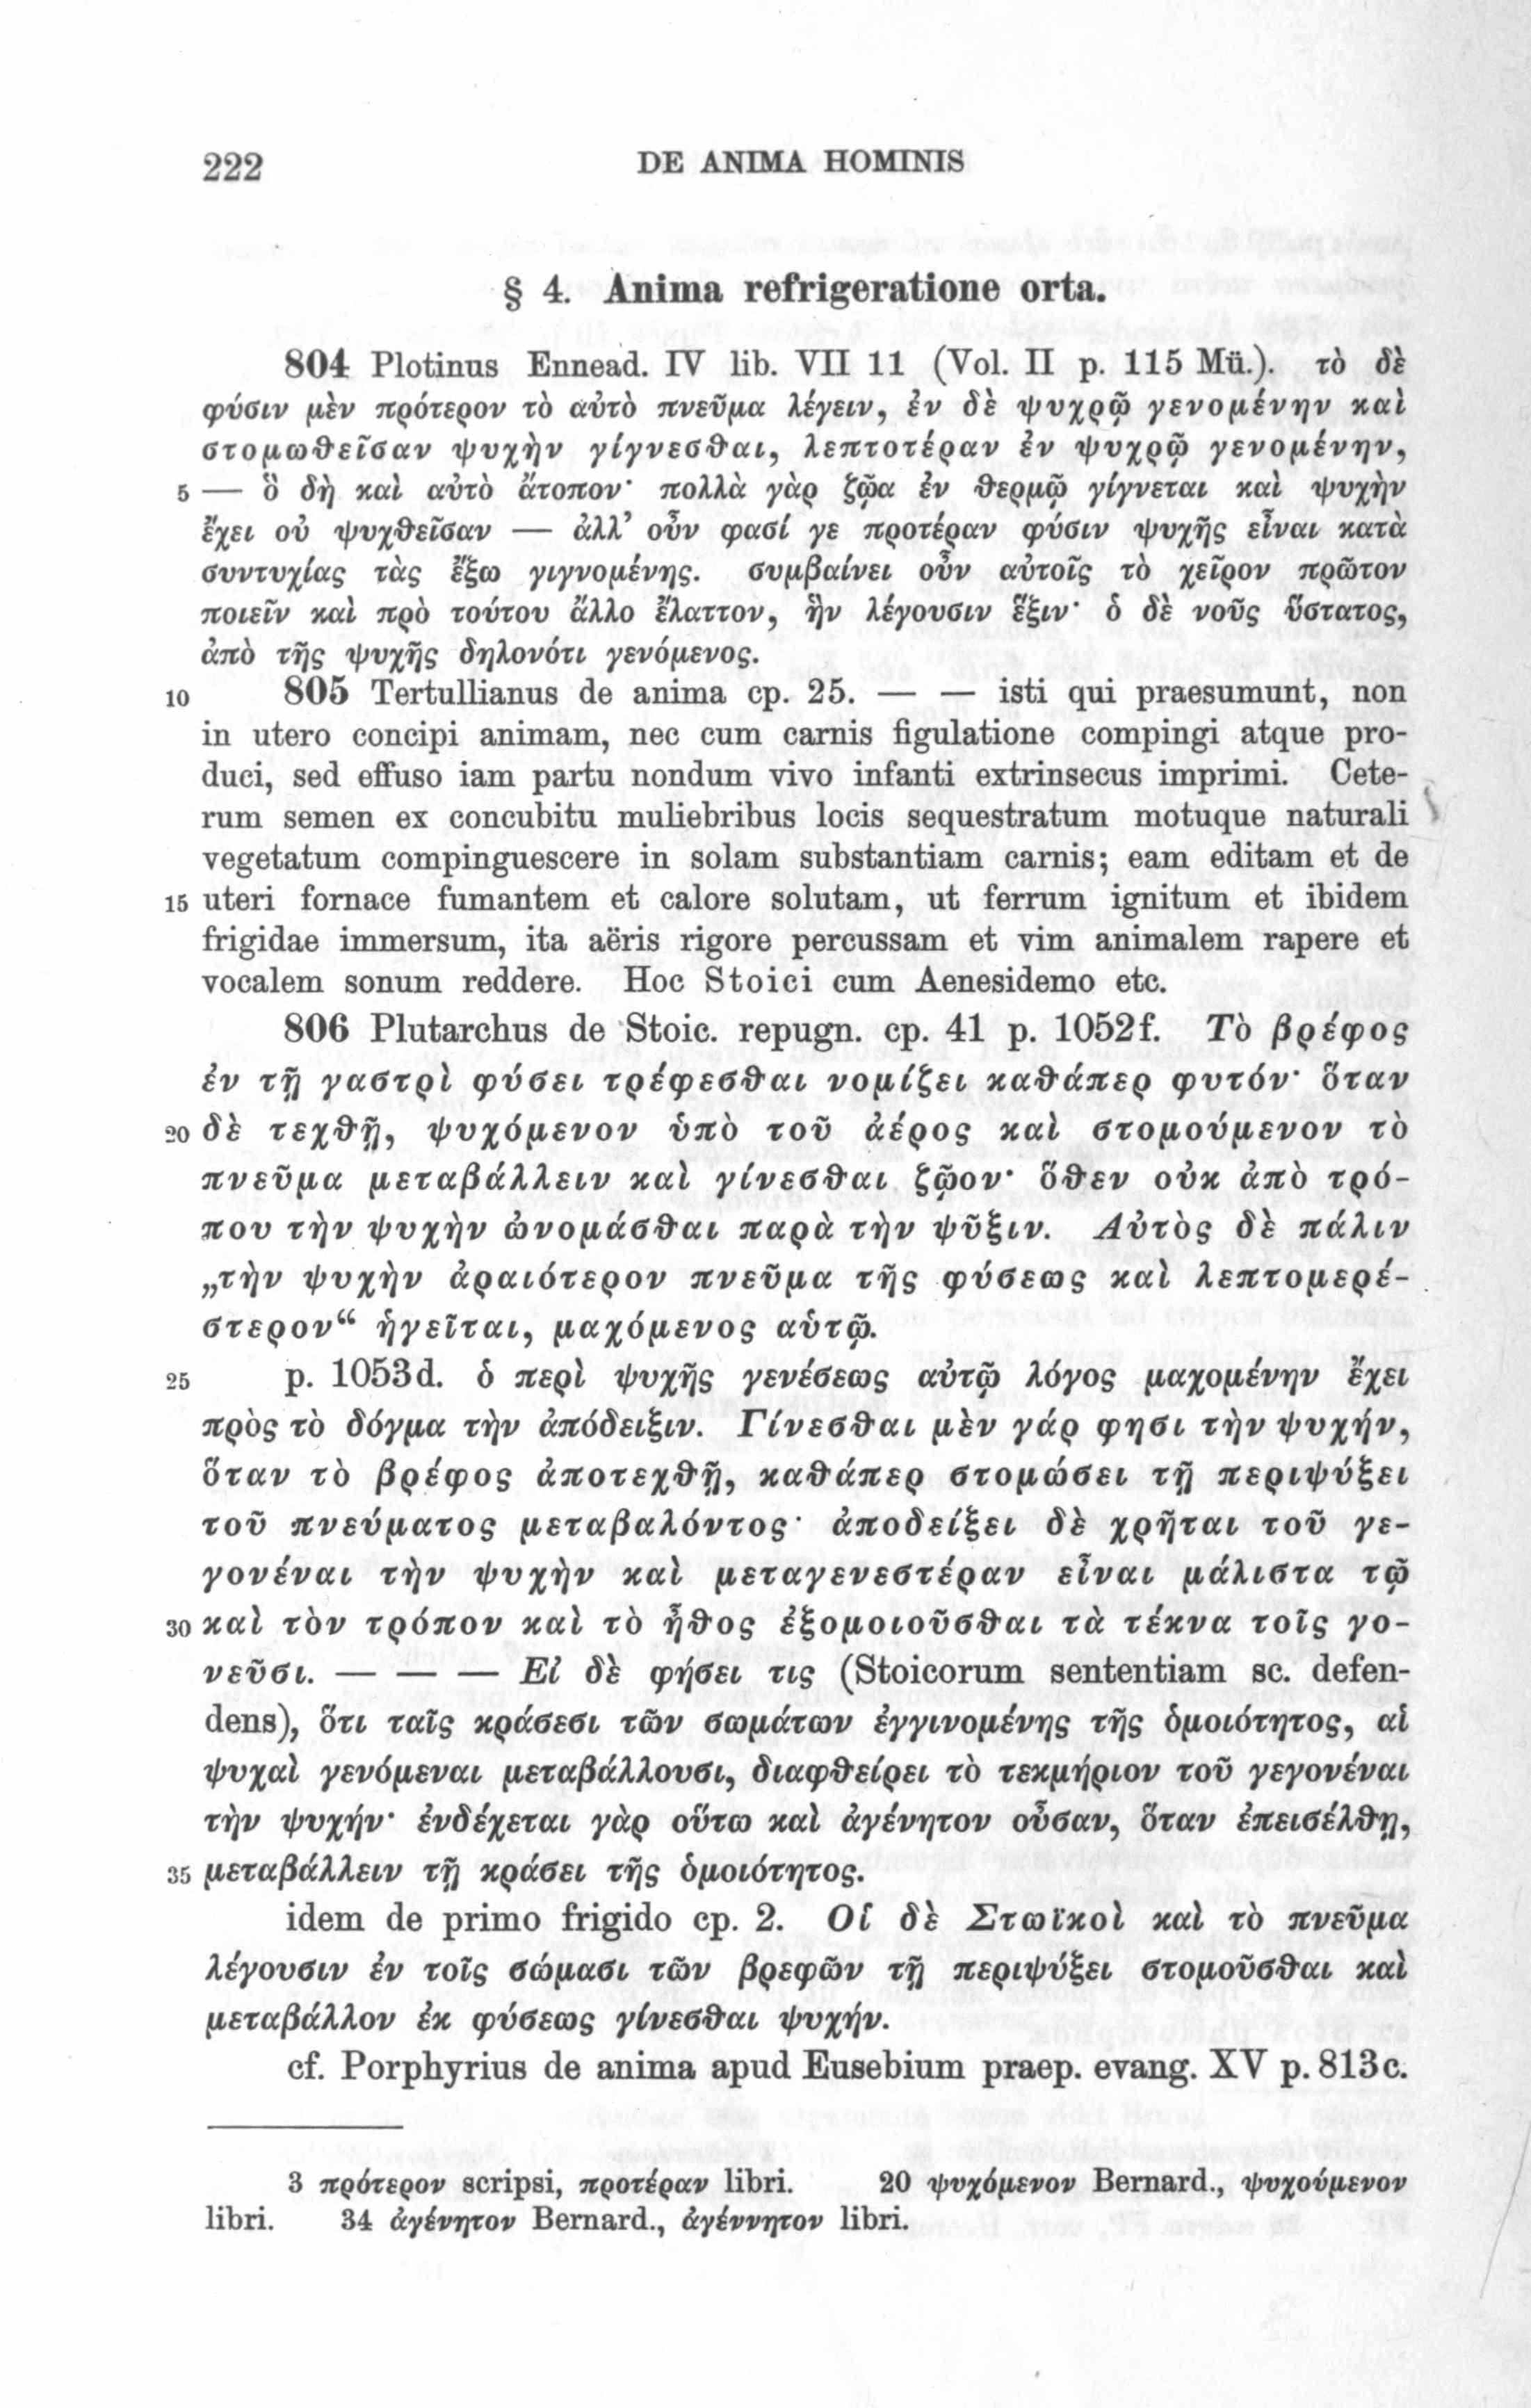 222
DE ANIMA HOMINIS
§ 4. Anima refrigeratione orta.
804 Plotinus Ennead. IV lib. VII 11 (Vol. II p. 115 Mü.). τὸ δὲ
φύσιν μὲν πρότερον τὸ αὐτὸ πνεῦμα λέγειν, ἐν δὲ ψυχρῷ γενομένην καὶ
στομωθεῖσαν ψυχὴν γίγνεσθαι, λεπτοτέραν ἐν ψυχρῷ γενομένην,
5 — ὃ δὴ καὶ αὐτὸ ἄτοπον· πολλὰ γὰρ ζῷα ἐν θερμῷ γίγνεται καὶ ψυχὴν
ἔχει οὐ ψυχθεῖσαν — ἀλλ’ οὖν φασί γε προτέραν φύσιν ψυχῆς εἶναι κατὰ
συντυχίας τὰς ἔξω γιγνομένης. συμβαίνει οὖν αὐτοῖς τὸ χεῖρον πρῶτον
ποιεῖν καὶ πρὸ τούτου ἄλλο ἔλαττον, ἣν λέγουσιν ἕξιν· ὁ δὲ νοῦς ὕστατος,
ἀπὸ τῆς ψυχῆς δηλονότι γενόμενος.
10 805 Tertullianus de anima cp. 25. — — isti qui praesumunt, non
in utero concipi animam, nec cum carnis figulatione compingi atque pro-
duci, sed effuso iam partu nondum vivo infanti extrinsecus imprimi. Cete-
rum semen ex concubitu muliebribus locis sequestratum motuque naturali
vegetatum compinguescere in solam substantiam carnis; eam editam et de
15 uteri fornace fumantem et calore solutam, ut ferrum ignitum et ibidem
frigidae immersum, ita aëris rigore percussam et vim animalem rapere et
vocalem sonum reddere. Hoc Stoici cum Aenesidemo etc.
806 Plutarchus de Stoic. repugn. cp. 41 p. 1052f. Τὸ βρέφος
ἐν τῇ γαστρὶ φύσει τρέφεσθαι νομίζει καθάπερ φυτόν· ὅταν
20 δὲ τεχθῇ, ψυχόμενον ὑπὸ τοῦ ἀέρος καὶ στομούμενον τὸ
πνεῦμα μεταβάλλειν καὶ γίνεσθαι ζῷον· ὅθεν οὐκ ἀπὸ τρό-
που τὴν ψυχὴν ὠνομάσθαι παρὰ τὴν ψῦξιν. Αὐτὸς δὲ πάλιν
„τὴν ψυχὴν ἀραιότερον πνεῦμα τῆς φύσεως καὶ λεπτομερέ-
στερον“ ἡγεῖται, μαχόμενος αὑτῷ.
25 p. 1053d. ὁ περὶ ψυχῆς γενέσεως αὐτῷ λόγος μαχομένην ἔχει
πρὸς τὸ δόγμα τὴν ἀπόδειξιν. Γίνεσθαι μὲν γάρ φησι τὴν ψυχήν,
ὅταν τὸ βρέφος ἀποτεχθῇ, καθάπερ στομώσει τῇ περιψύξει
τοῦ πνεύματος μεταβαλόντος· ἀποδείξει δὲ χρῆται τοῦ γε-
γονέναι τὴν ψυχὴν καὶ μεταγενεστέραν εἶναι μάλιστα τῷ
30 καὶ τὸν τρόπον καὶ τὸ ἦθος ἐξομοιοῦσθαι τὰ τέκνα τοῖς γο-
νεῦσι. — — — Εἰ δὲ φήσει τις (Stoicorum sententiam sc. defen-
dens), ὅτι ταῖς κράσεσι τῶν σωμάτων ἐγγινομένης τῆς ὁμοιότητος, αἱ
ψυχαὶ γενόμεναι μεταβάλλουσι, διαφθείρει τὸ τεκμήριον τοῦ γεγονέναι
τὴν ψυχήν· ἐνδέχεται γὰρ οὕτω καὶ ἀγένητον οὖσαν, ὅταν ἐπεισέλθῃ,
35 μεταβάλλειν τῇ κράσει τῆς ὁμοιότητος.
idem de primo frigido cp. 2. Οἱ δὲ Στωϊκοὶ καὶ τὸ πνεῦμα
λέγουσιν ἐν τοῖς σώμασι τῶν βρεφῶν τῇ περιψύξει στομοῦσθαι καὶ
μεταβάλλον ἐκ φύσεως γίνεσθαι ψυχήν.
cf. Porphyrius de anima apud Eusebium praep. evang. XV p. 813c.
3 πρότερον scripsi, προτέραν libri. 20 ψυχόμενον Bernard., ψυχούμενον
libri. 34 ἀγένητον Bernard., ἀγέννητον libri.